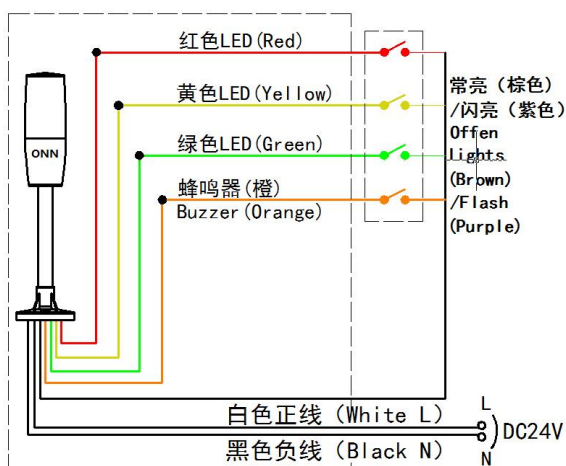 红色LED(Red)
黄色LED(Yellow)
绿色LED(Green)
蜂鸣器(橙)
Buzzer(Orange)
常亮（棕色）
/闪亮（紫色）
Offen
Lights
(Brown)
/Flash
(Purple)
ONN
白色正线（White L）
黑色负线（Black N）
L
DC24V
N